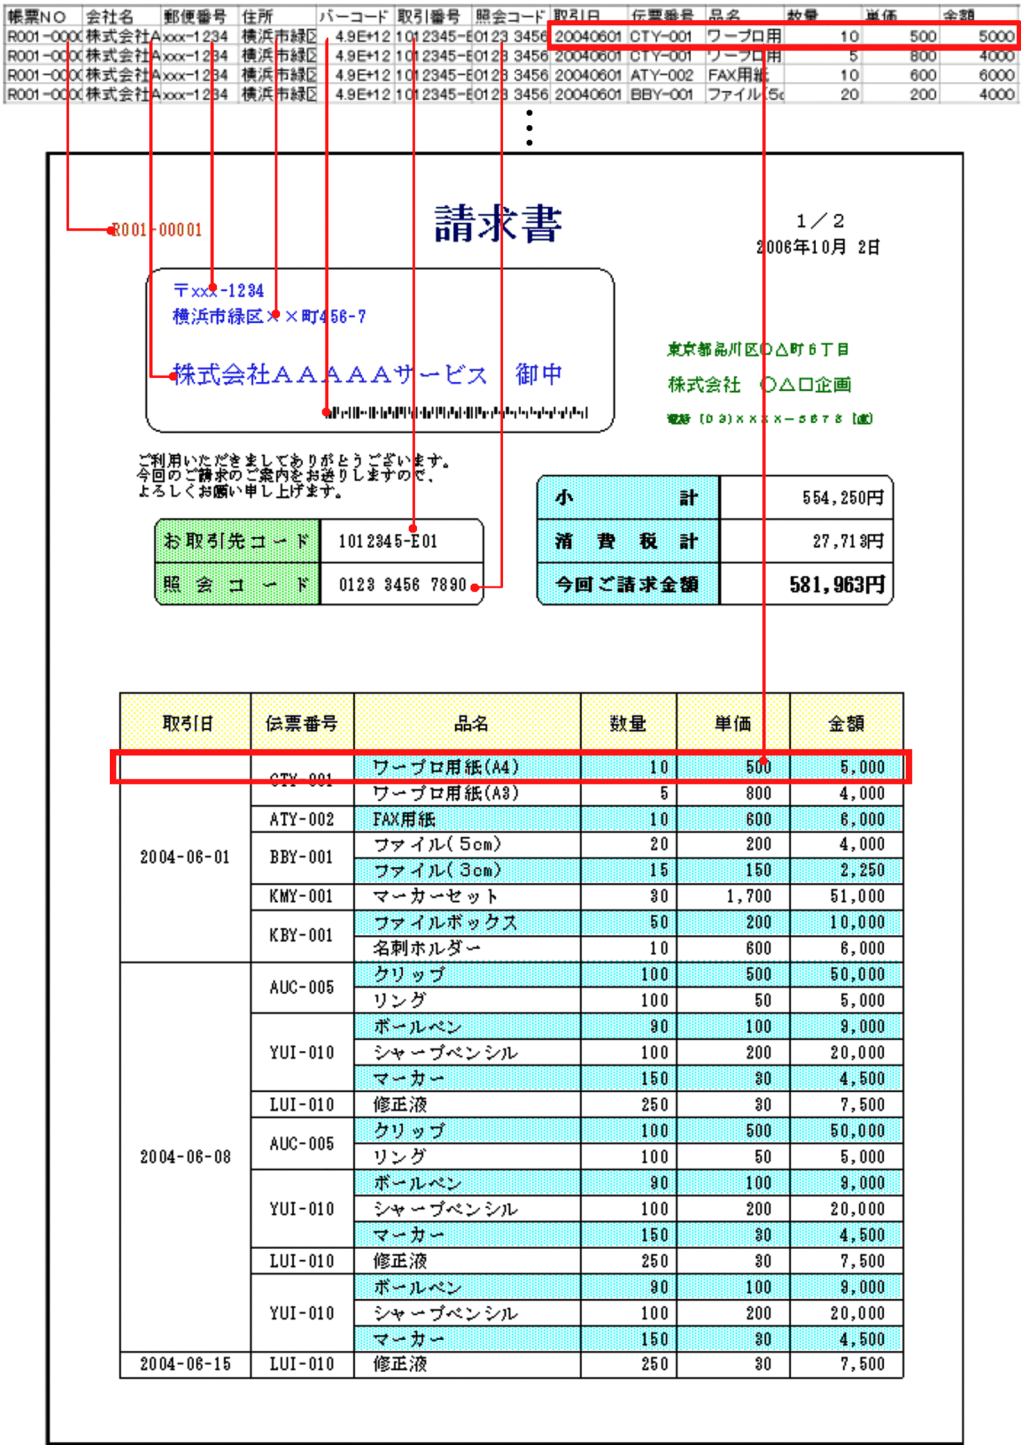 帳票NO 会社名 郵便番号 住所 バーコード 取引番号 照会コード 取引日 伝票番号 品名 数量 単価 金額
R001-000 株式会社A xxx-1234 横浜市緑区 4.9E+12 1012345-E 0123 3456 20040601 CTY-001 ワープロ用 10 500 5000
R001-000 株式会社A xxx-1234 横浜市緑区 4.9E+12 1012345-E 0123 3456 20040601 CTY-001 ワープロ用 5 800 4000
R001-000 株式会社A xxx-1234 横浜市緑区 4.9E+12 1012345-E 0123 3456 20040601 ATY-002 FAX用紙 10 600 6000
R001-000 株式会社A xxx-1234 横浜市緑区 4.9E+12 1012345-E 0123 3456 20040601 BBY-001 ファイル(5c 20 200 4000
R001-00001
請求書
1/2
2006年10月 2日
〒xxx-1234
横浜市緑区××町456-7
株式会社AAAAAサービス 御中
東京都品川区○△町6丁目
株式会社 ○△口企画
電話 (03)xxxx-5678 [代]
ご利用いただきましてありがとうございます。
今回のご請求のご案内をお送りしますので、
よろしくお願い申し上げます。
お取引先コード 1012345-E01
照会コード 0123 3456 7890
小計 554,250円
消費税計 27,713円
今回ご請求金額 581,963円
取引日 伝票番号 品名 数量 単価 金額
2004-06-01 CTY-001 ワープロ用紙(A4) 10 500 5,000
ワープロ用紙(A3) 5 800 4,000
ATY-002 FAX用紙 10 600 6,000
BBY-001 ファイル(5cm) 20 200 4,000
ファイル(3cm) 15 150 2,250
KMY-001 マーカーセット 30 1,700 51,000
KBY-001 ファイルボックス 50 200 10,000
名刺ホルダー 10 600 6,000
2004-06-08 AUC-005 クリップ 100 500 50,000
リング 100 50 5,000
YUI-010 ボールペン 90 100 9,000
シャープペンシル 100 200 20,000
マーカー 150 30 4,500
LUI-010 修正液 250 30 7,500
AUC-005 クリップ 100 500 50,000
リング 100 50 5,000
YUI-010 ボールペン 90 100 9,000
シャープペンシル 100 200 20,000
マーカー 150 30 4,500
LUI-010 修正液 250 30 7,500
YUI-010 ボールペン 90 100 9,000
シャープペンシル 100 200 20,000
マーカー 150 30 4,500
2004-06-15 LUI-010 修正液 250 30 7,500